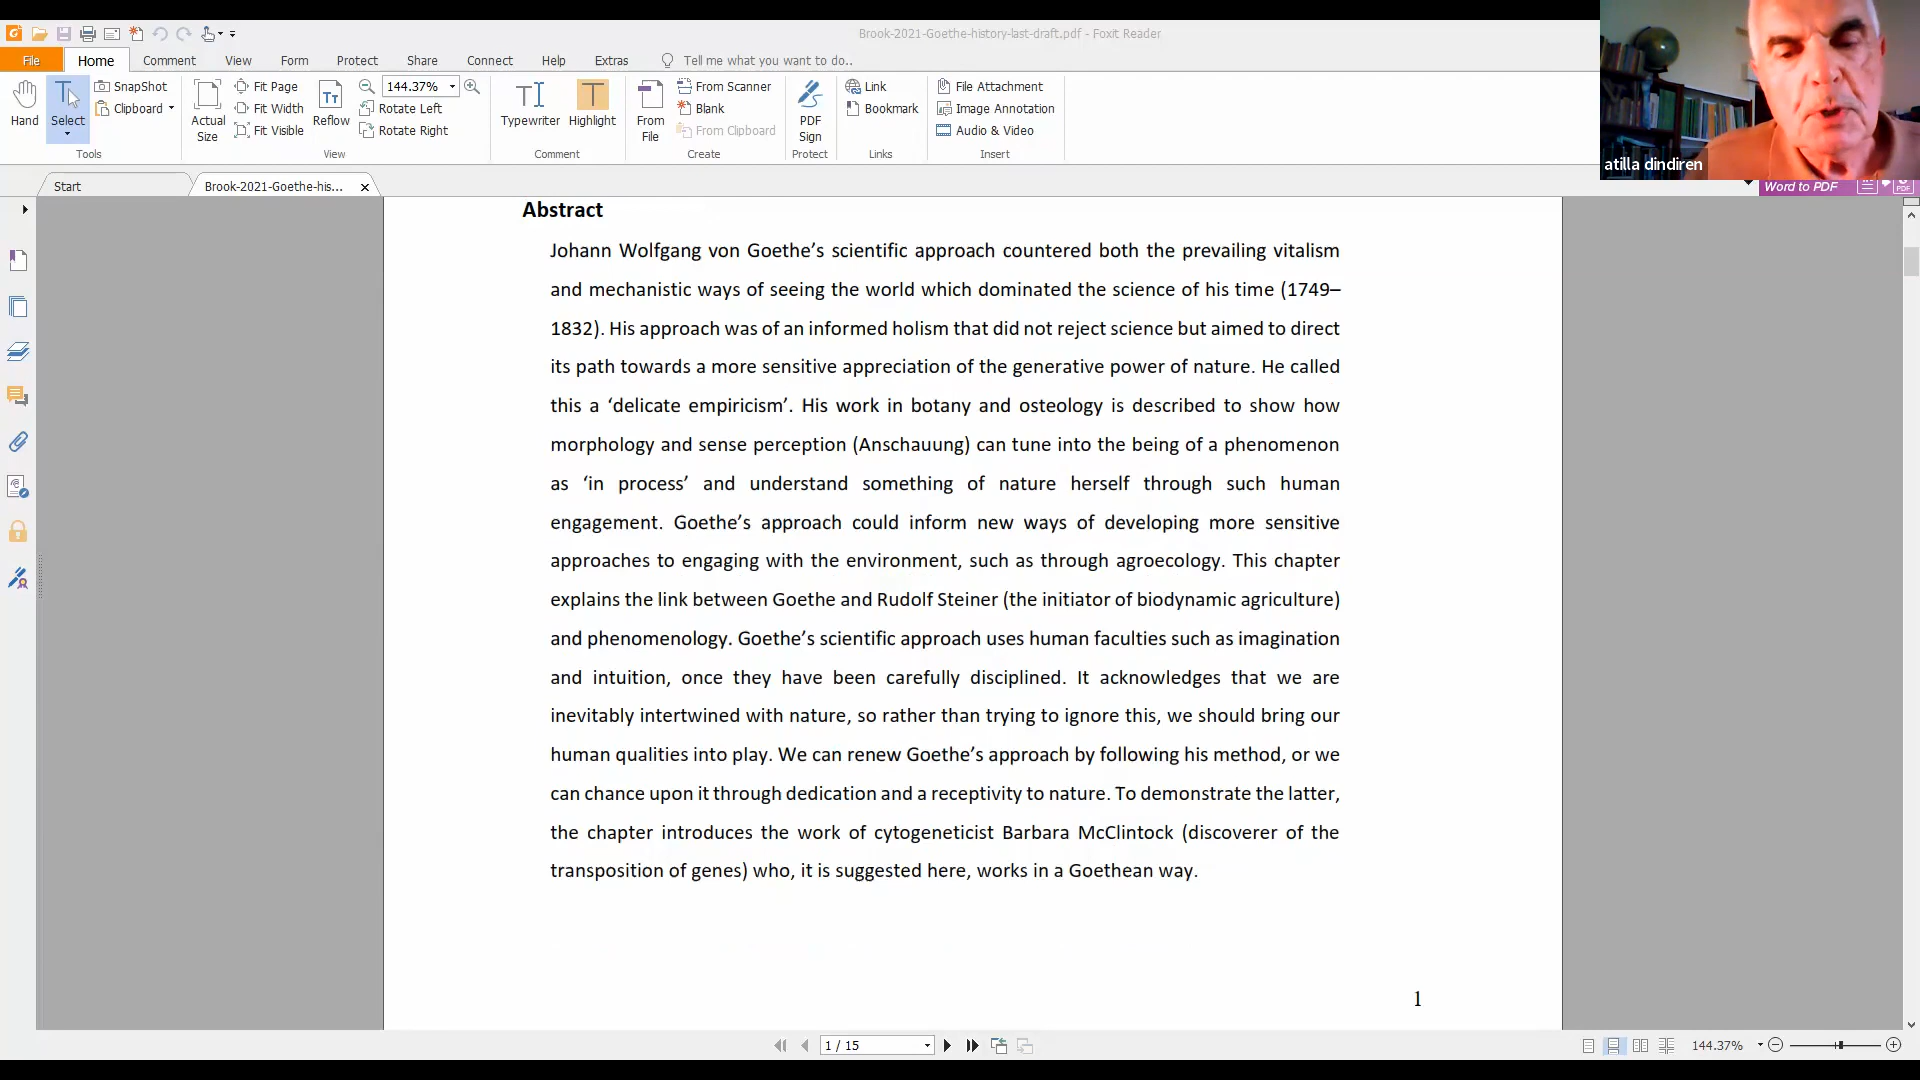 Brook-2021-Goethe-history-last-draft.pdf - Foxit Reader
File Home Comment View Form Protect Share Connect Help Extras Tell me what you want to do..
Hand
Select
SnapShot
Clipboard
Tools
Actual Size
Fit Page
Fit Width
Fit Visible
Reflow
144.37%
Rotate Left
Rotate Right
View
Typewriter
Highlight
Comment
From File
From Scanner
Blank
From Clipboard
Create
PDF Sign
Protect
Link
Bookmark
Links
File Attachment
Image Annotation
Audio & Video
Insert
atilla dindiren
Start
Brook-2021-Goethe-his...
Word to PDF
Abstract
Johann Wolfgang von Goethe’s scientific approach countered both the prevailing vitalism
and mechanistic ways of seeing the world which dominated the science of his time (1749–
1832). His approach was of an informed holism that did not reject science but aimed to direct
its path towards a more sensitive appreciation of the generative power of nature. He called
this a ‘delicate empiricism’. His work in botany and osteology is described to show how
morphology and sense perception (Anschauung) can tune into the being of a phenomenon
as ‘in process’ and understand something of nature herself through such human
engagement. Goethe’s approach could inform new ways of developing more sensitive
approaches to engaging with the environment, such as through agroecology. This chapter
explains the link between Goethe and Rudolf Steiner (the initiator of biodynamic agriculture)
and phenomenology. Goethe’s scientific approach uses human faculties such as imagination
and intuition, once they have been carefully disciplined. It acknowledges that we are
inevitably intertwined with nature, so rather than trying to ignore this, we should bring our
human qualities into play. We can renew Goethe’s approach by following his method, or we
can chance upon it through dedication and a receptivity to nature. To demonstrate the latter,
the chapter introduces the work of cytogeneticist Barbara McClintock (discoverer of the
transposition of genes) who, it is suggested here, works in a Goethean way.
1
1 / 15
144.37%